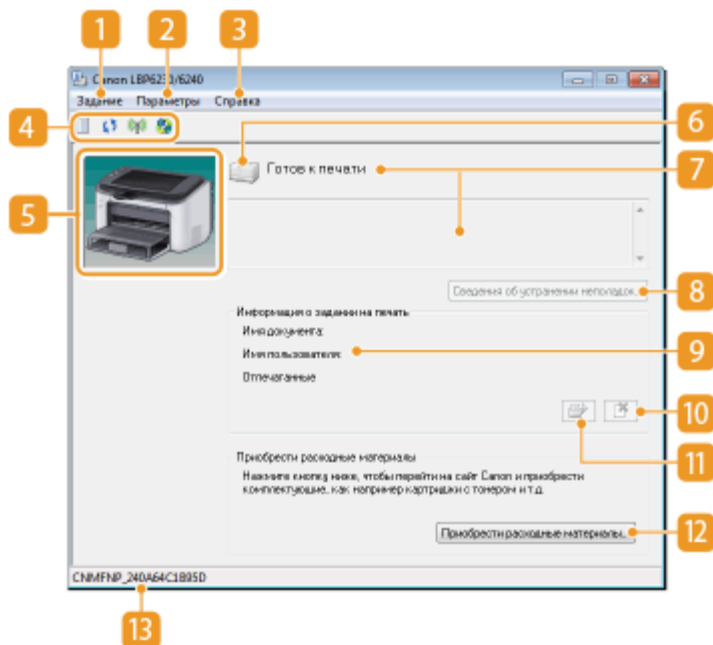 1 2 3
Canon LBP6230/6240
Задание Параметры Справка
4
6
Готов к печати
7
5
Сведения об устранении неполадок...
8
Информация о задании на печать
Имя документа:
Имя пользователя:
9
Отпечатанные
10
11
Приобрести расходные материалы
Нажмите кнопку ниже, чтобы перейти на сайт Canon и приобрести
комплектующие, как например картриджи с тонером и т.д.
Приобрести расходные материалы...
12
CNMFNP_240A64C1B95D
13